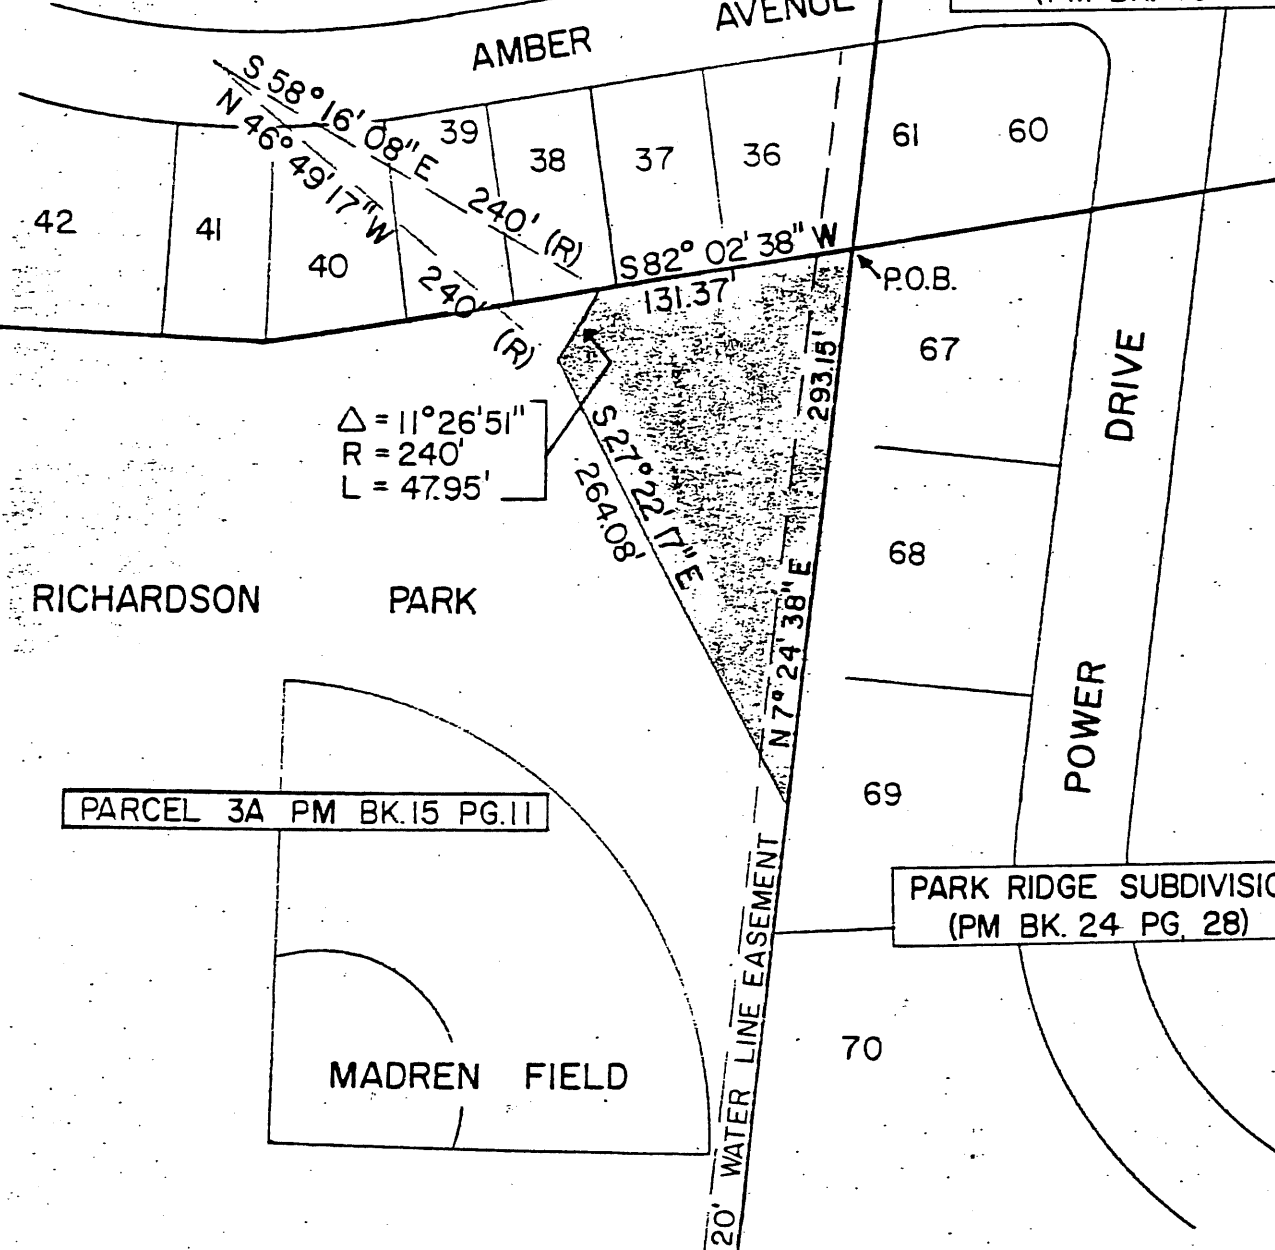 AVENUE
AMBER
S 58° 16' 08" E
240' (R)
N 46° 49' 17" W
240' (R)
39
38
37
36
61
60
42
41
40
S 82° 02' 38" W
131.37'
P.O.B.
293.15'
N 7° 24' 38" E
67
DRIVE
POWER
Δ = 11° 26' 51"
R = 240'
L = 47.95'
S 27° 22' 17" E
264.08'
68
RICHARDSON PARK
69
PARCEL 3A PM BK. 15 PG. 11
PARK RIDGE SUBDIVISIO
(PM BK. 24 PG. 28)
70
MADREN FIELD
20' WATER LINE EASEMENT